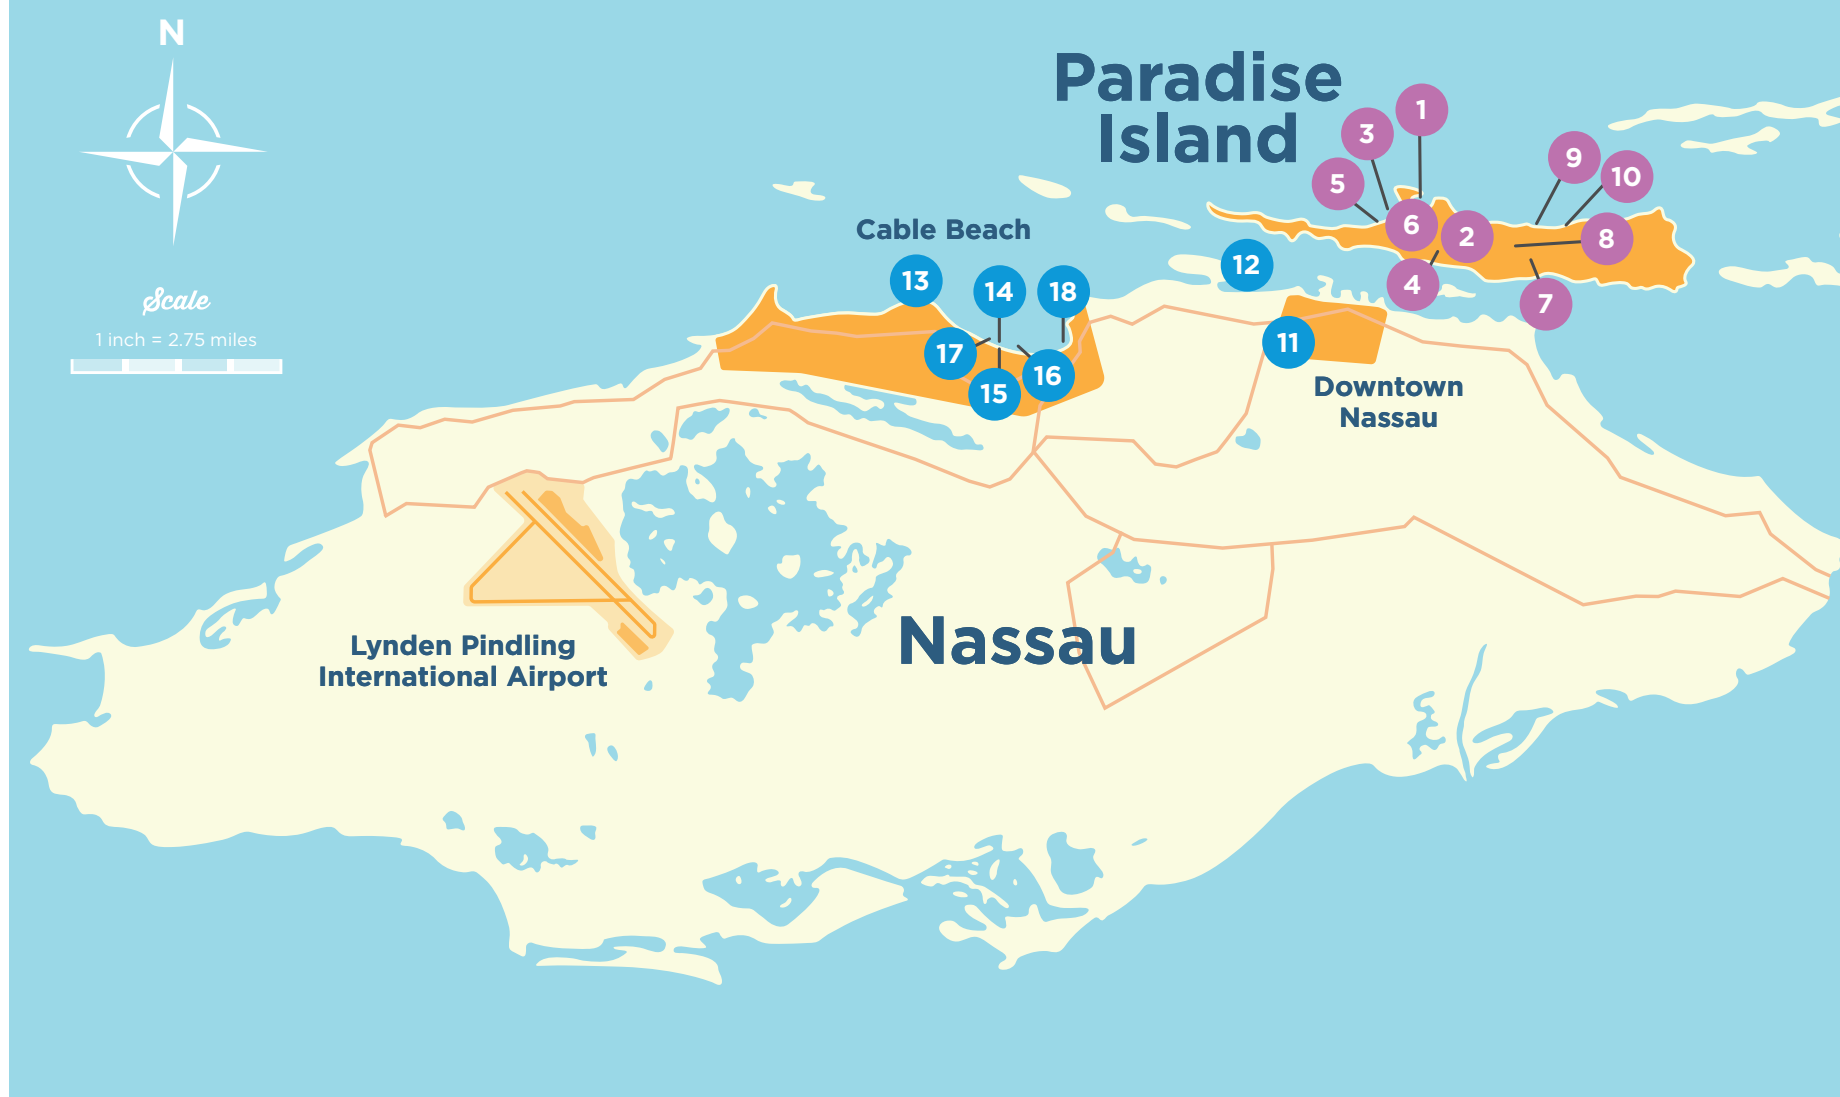 N
Paradise
Island
1
3
9
10
5
6
2
8
Cable Beach
12
13
14
18
4
7
Scale
1 inch = 2.75 miles
11
17
16
15
Downtown
Nassau
Lynden Pindling
International Airport
Nassau